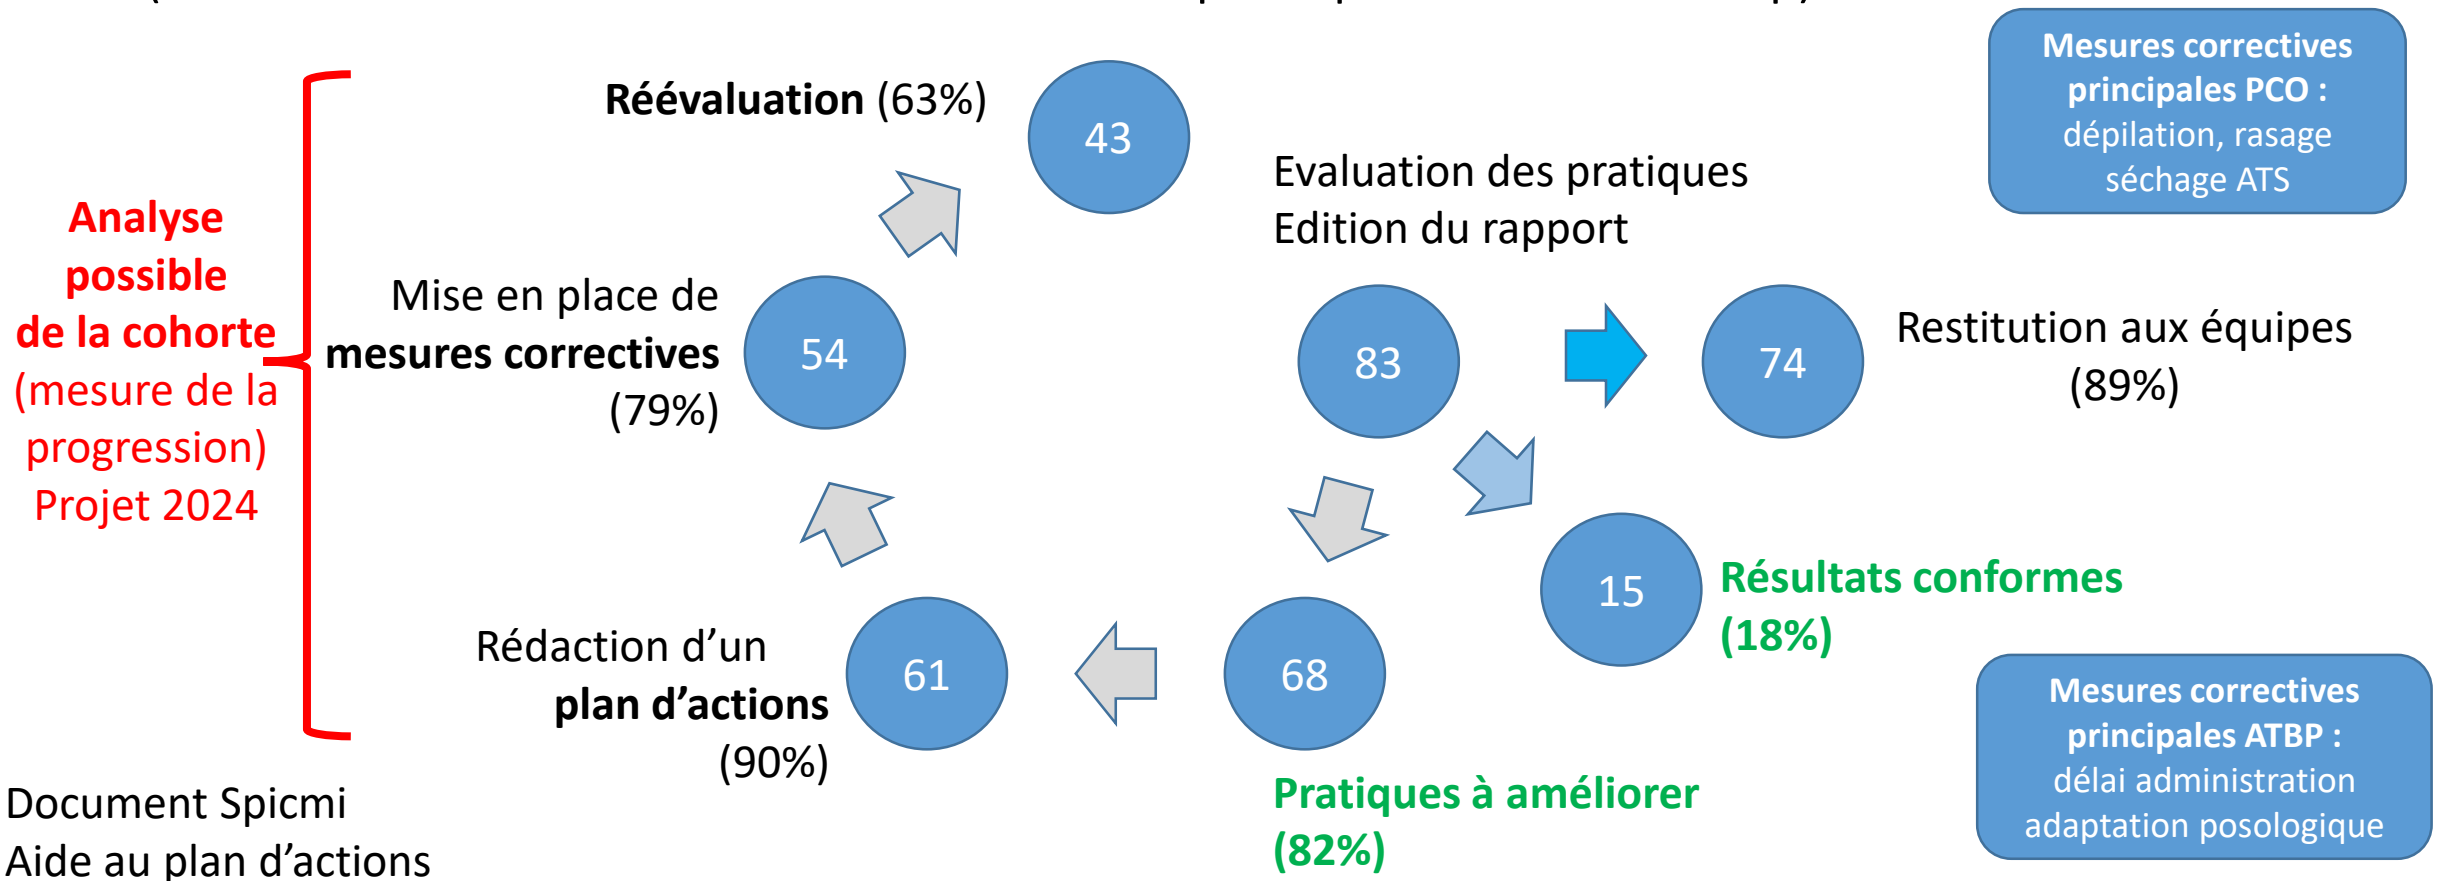 Mesures correctives
principales PCO :
dépilation, rasage
séchage ATS
Réévaluation (63%)
43
Evaluation des pratiques
Edition du rapport
Analyse
possible
de la cohorte
(mesure de la
progression)
Projet 2024
Mise en place de
mesures correctives
(79%)
54
83
74
Restitution aux équipes
(89%)
15
Résultats conformes
(18%)
Rédaction d’un
plan d’actions
(90%)
61
68
Pratiques à améliorer
(82%)
Mesures correctives
principales ATBP :
délai administration
adaptation posologique
Document Spicmi
Aide au plan d’actions